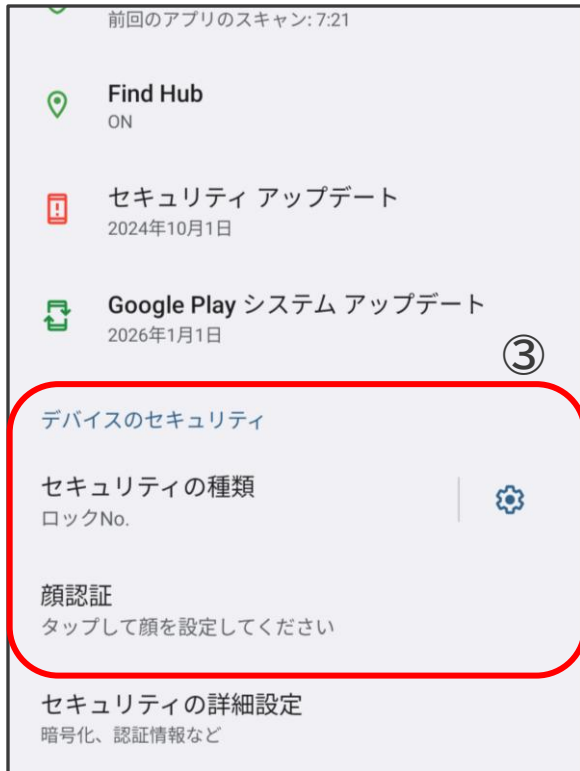 前回のアプリのスキャン: 7:21
Find Hub
ON
セキュリティ アップデート
2024年10月1日
Google Play システム アップデート
2026年1月1日
③
デバイスのセキュリティ
セキュリティの種類
ロックNo.
顔認証
タップして顔を設定してください
セキュリティの詳細設定
暗号化、認証情報など